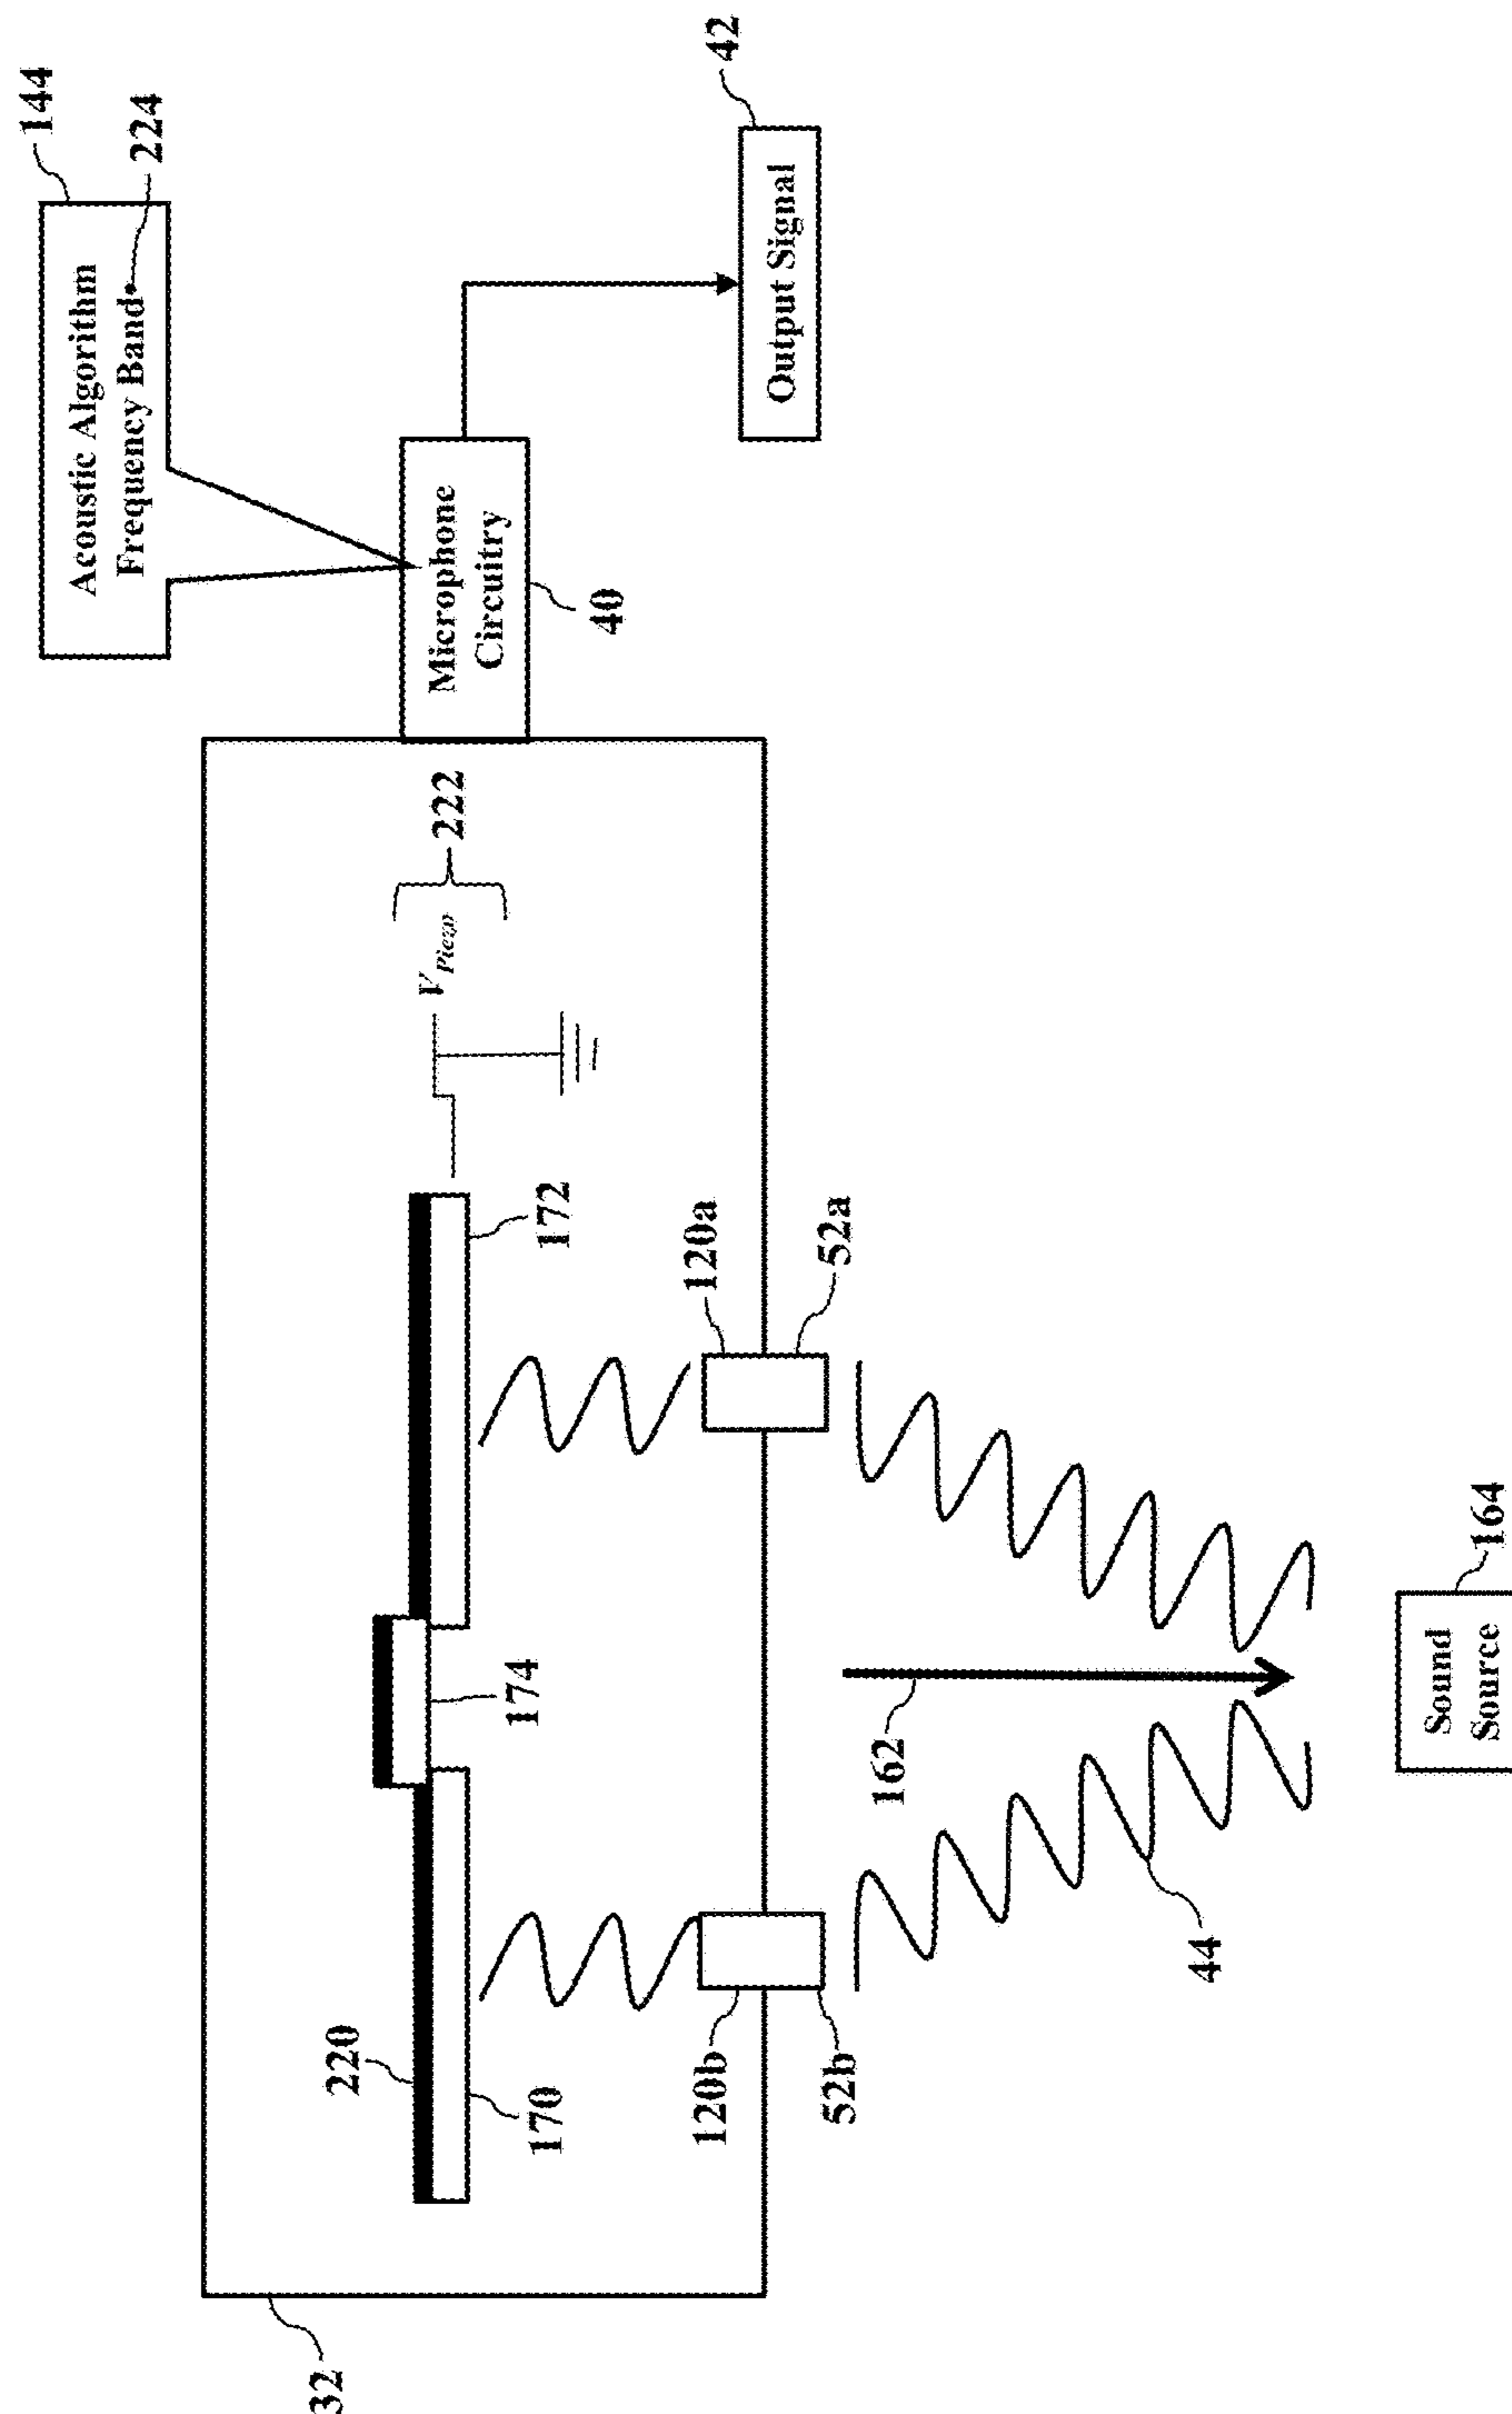 144
Acoustic Algorithm
Frequency Band
224
42
Output Signal
Microphone
Circuitry
40
32
222
V_Piezo
220
170
174
172
120b
120a
52b
52a
162
44
Sound
Source
164